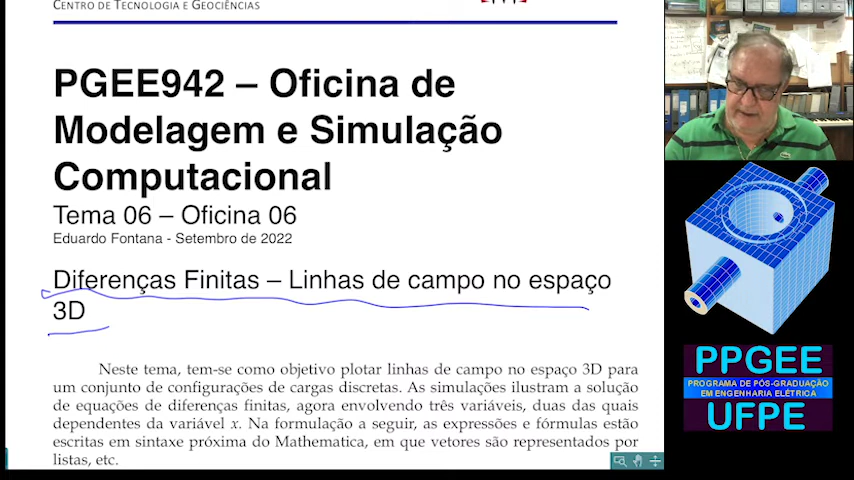 CENTRO DE TECNOLOGIA E GEOCIÊNCIAS
PGEE942 – Oficina de
Modelagem e Simulação
Computacional
Tema 06 – Oficina 06
Eduardo Fontana - Setembro de 2022
Diferenças Finitas – Linhas de campo no espaço
3D
Neste tema, tem-se como objetivo plotar linhas de campo no espaço 3D para
um conjunto de configurações de cargas discretas. As simulações ilustram a solução
de equações de diferenças finitas, agora envolvendo três variáveis, duas das quais
dependentes da variável x. Na formulação a seguir, as expressões e fórmulas estão
escritas em sintaxe próxima do Mathematica, em que vetores são representados por
listas, etc.
PPGEE
PROGRAMA DE PÓS-GRADUAÇÃO
EM ENGENHARIA ELÉTRICA
UFPE